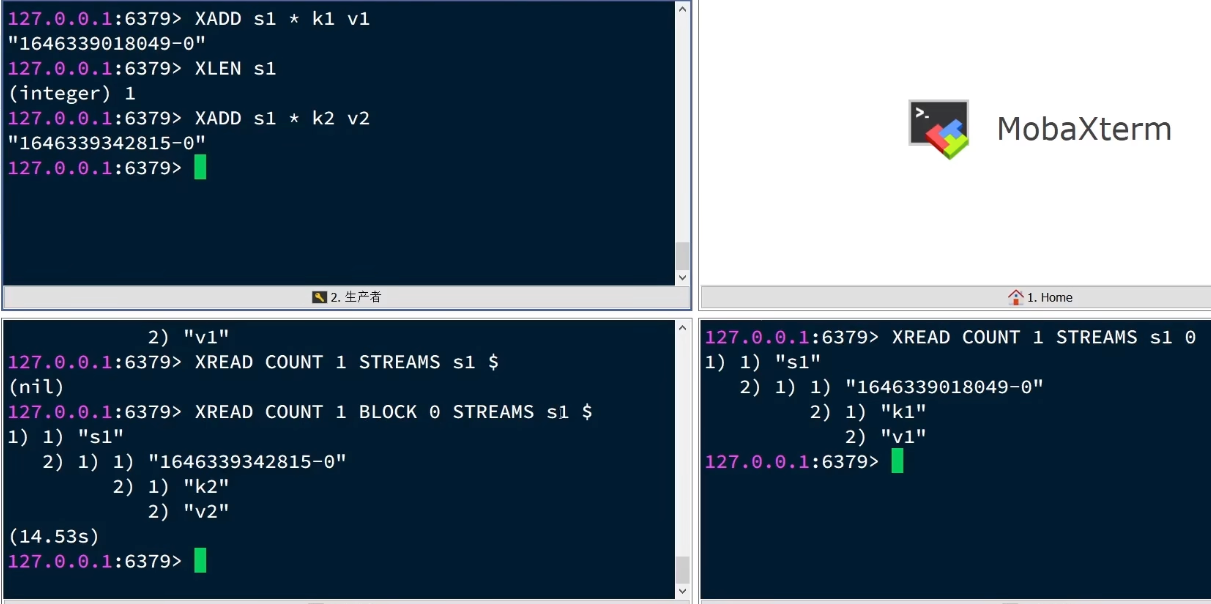 127.0.0.1:6379> XADD s1 * k1 v1
"1646339018049-0"
127.0.0.1:6379> XLEN s1
(integer) 1
127.0.0.1:6379> XADD s1 * k2 v2
"1646339342815-0"
127.0.0.1:6379>
2. 生产者
>_
MobaXterm
1. Home
2) "v1"
127.0.0.1:6379> XREAD COUNT 1 STREAMS s1 $
(nil)
127.0.0.1:6379> XREAD COUNT 1 BLOCK 0 STREAMS s1 $
1) 1) "s1"
2) 1) 1) "1646339342815-0"
2) 1) "k2"
2) "v2"
(14.53s)
127.0.0.1:6379>
127.0.0.1:6379> XREAD COUNT 1 STREAMS s1 0
1) 1) "s1"
2) 1) 1) "1646339018049-0"
2) 1) "k1"
2) "v1"
127.0.0.1:6379>